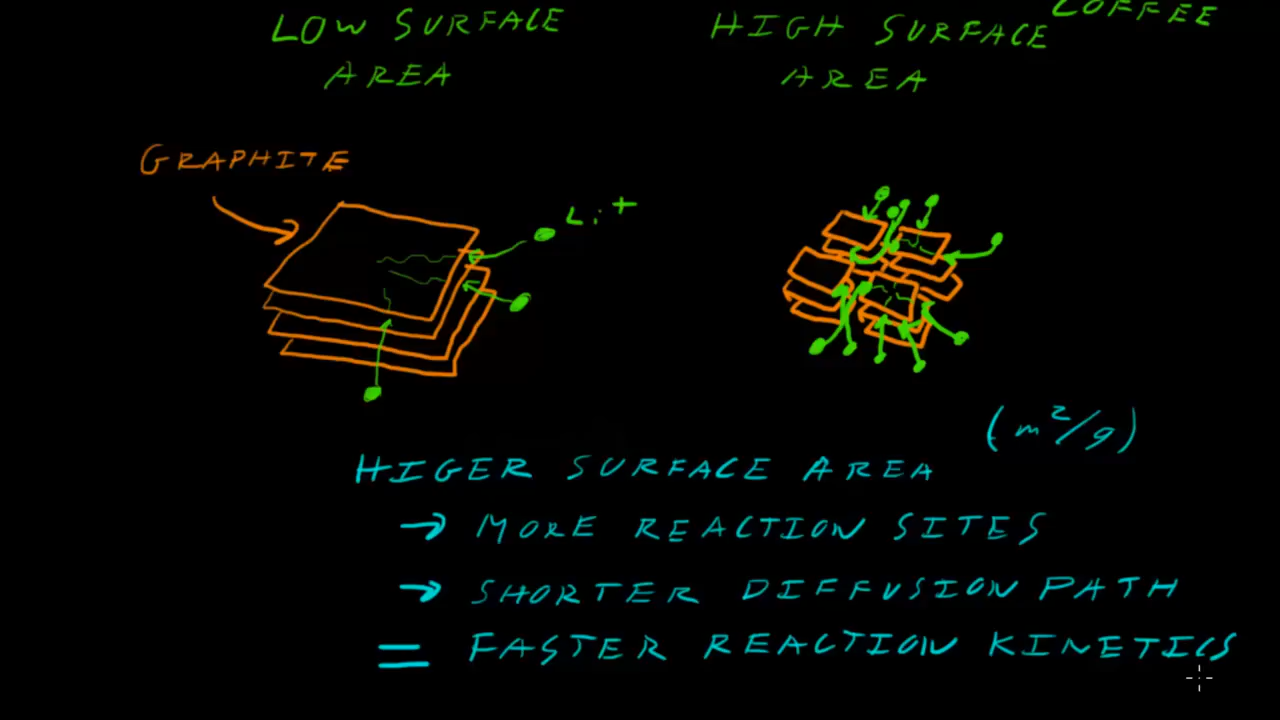 LOW SURFACE
AREA
HIGH SURFACE
AREA
COFFEE
GRAPHITE
Li+
(m²/g)
HIGER SURFACE AREA
→ MORE REACTION SITES
→ SHORTER DIFFUSION PATH
= FASTER REACTION KINETICS